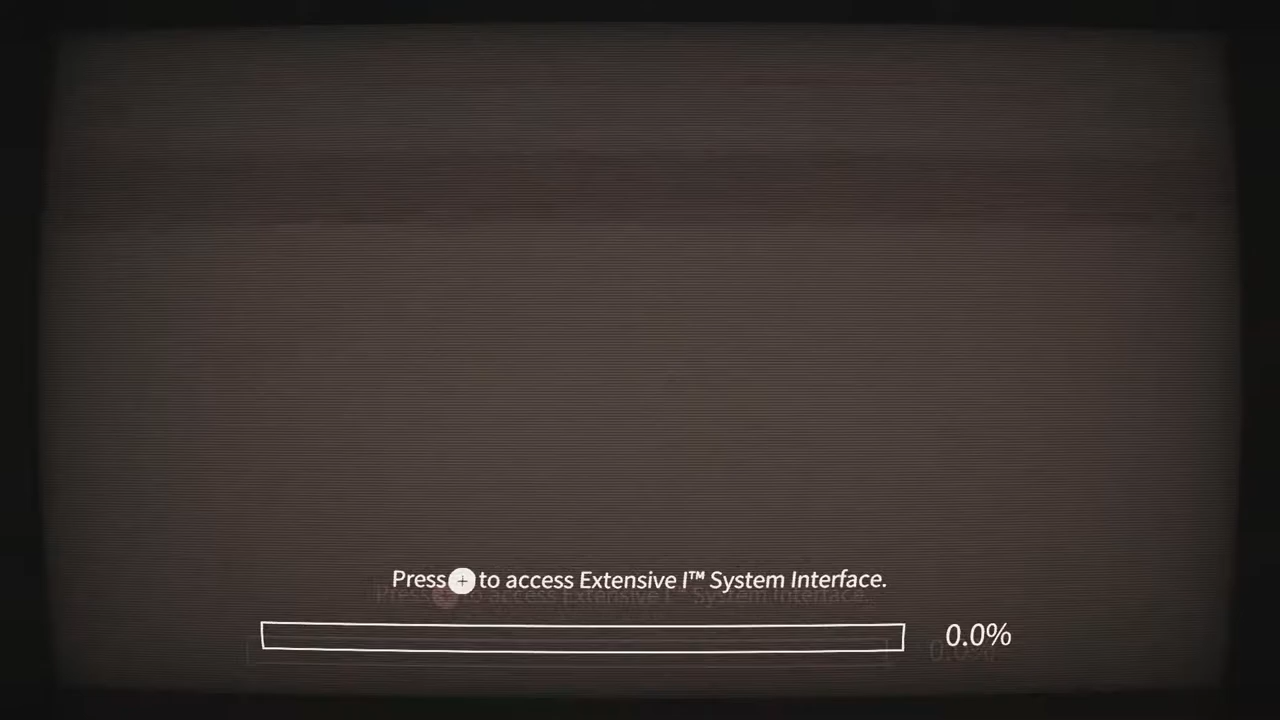 Press + to access Extensive I™ System Interface.
0.0%